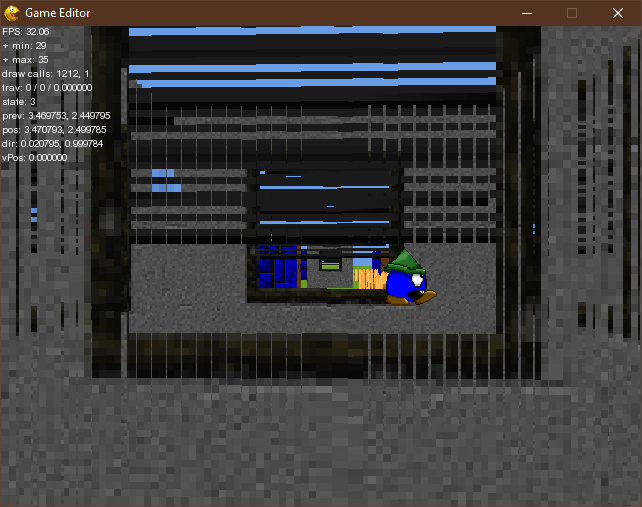 Game Editor
FPS: 32.06
+ min: 29
+ max: 35
draw calls: 1212, 1
trav: 0 / 0 / 0.000000
state: 3
prev: 3.469753, 2.449795
pos: 3.470793, 2.499785
dir: 0.020795, 0.999784
vPos: 0.000000